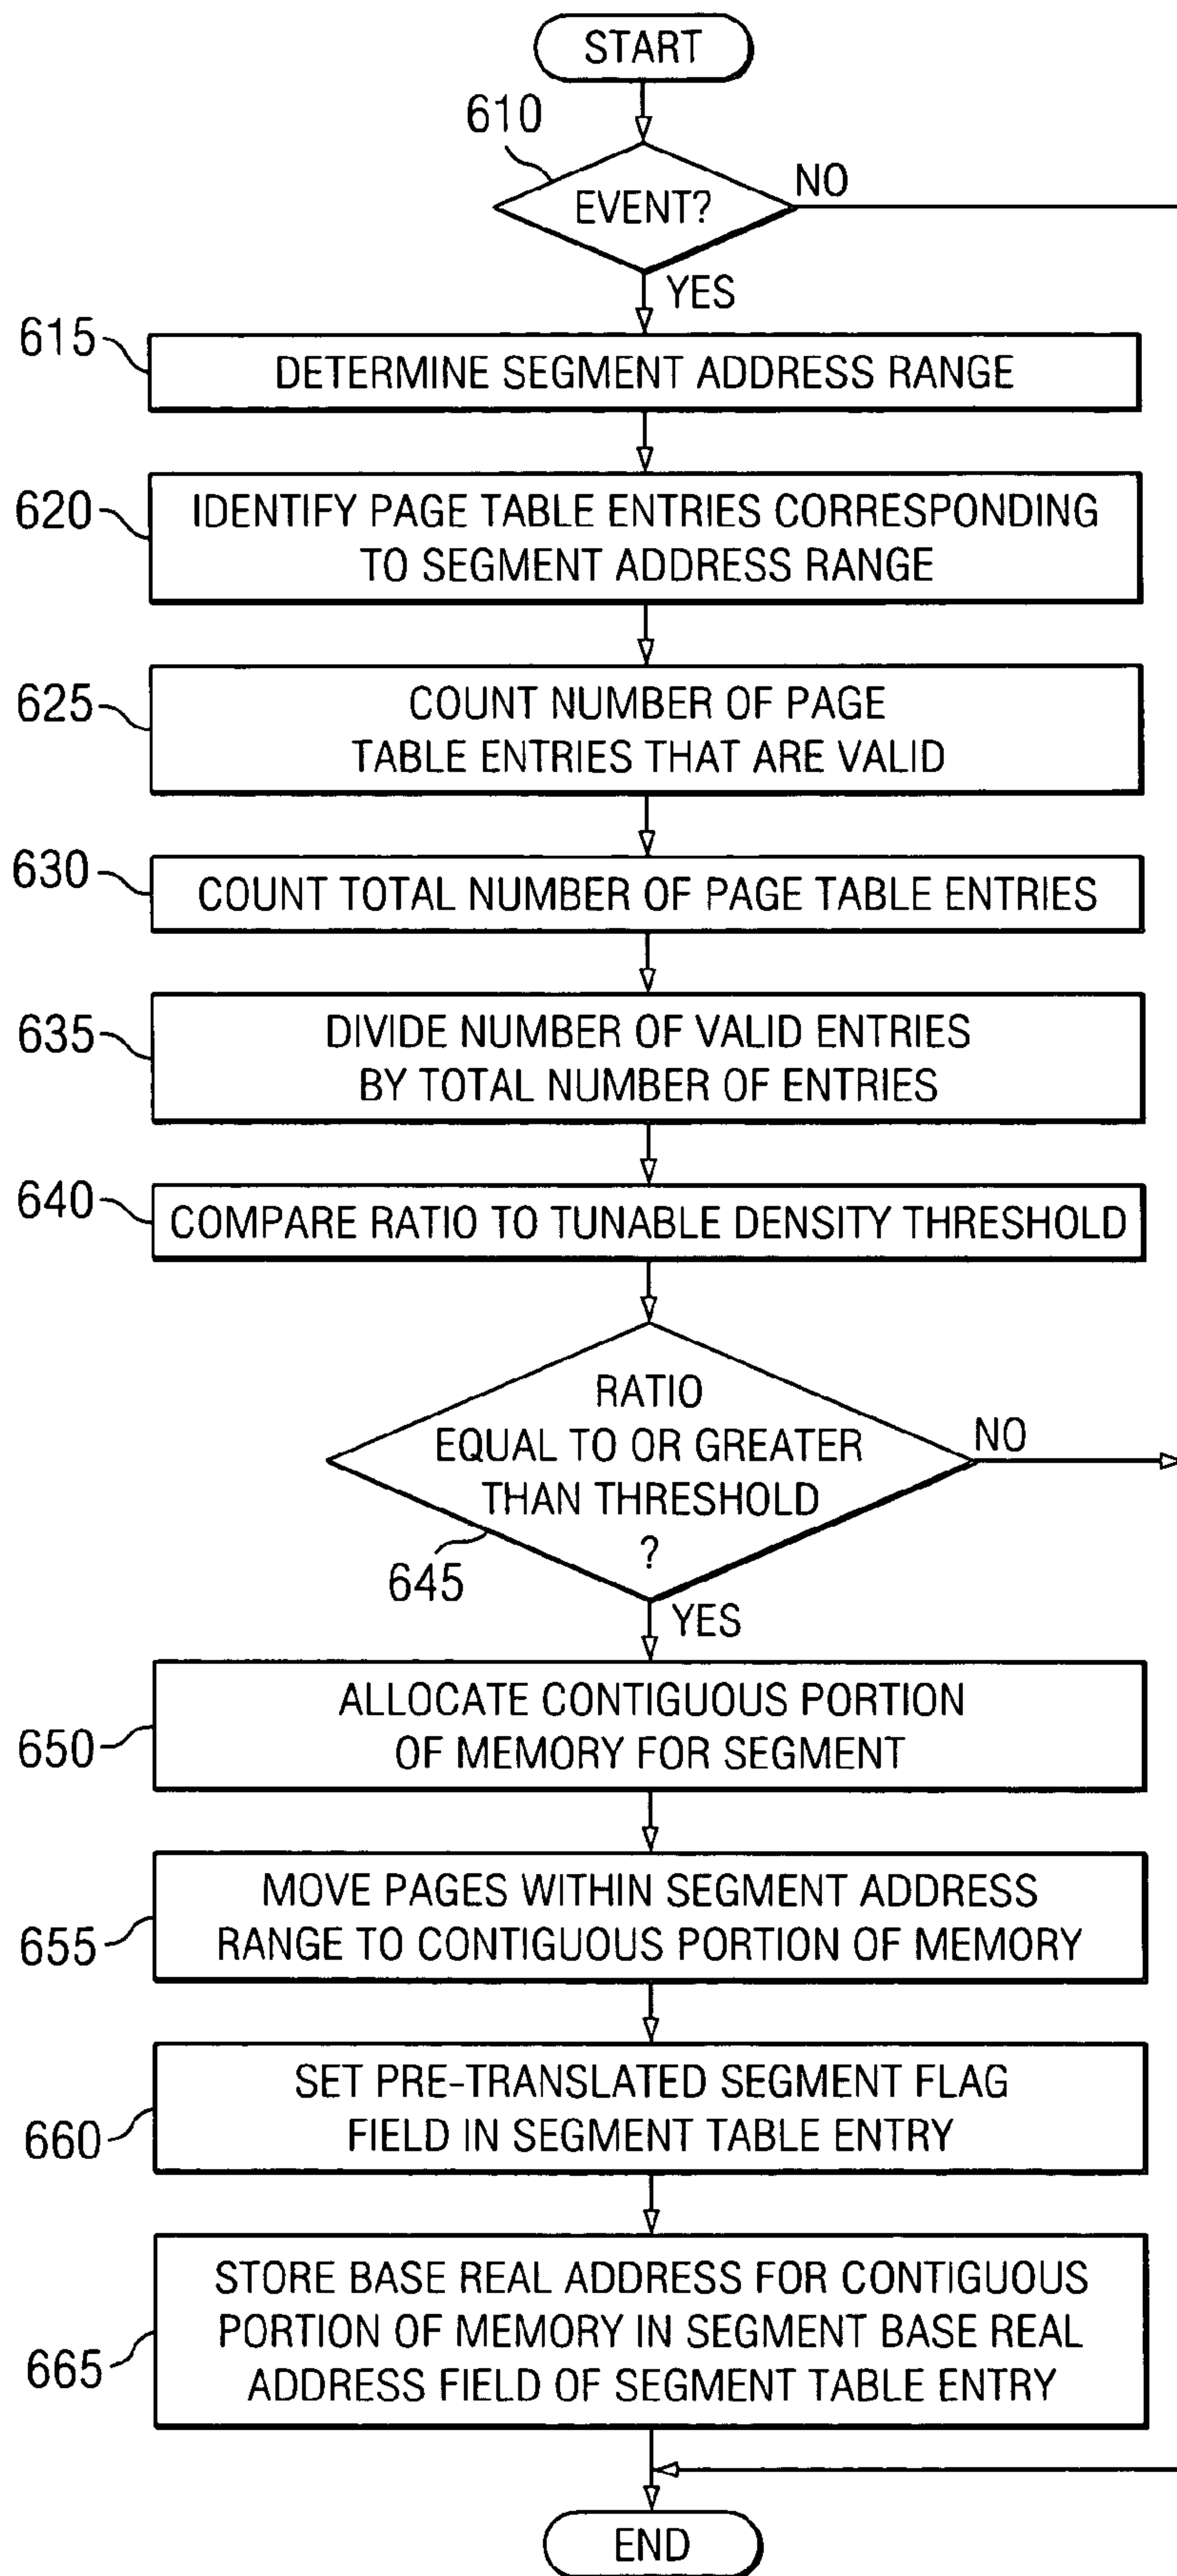 START
610
EVENT?
NO
YES
615
DETERMINE SEGMENT ADDRESS RANGE
620
IDENTIFY PAGE TABLE ENTRIES CORRESPONDING
TO SEGMENT ADDRESS RANGE
625
COUNT NUMBER OF PAGE
TABLE ENTRIES THAT ARE VALID
630
COUNT TOTAL NUMBER OF PAGE TABLE ENTRIES
635
DIVIDE NUMBER OF VALID ENTRIES
BY TOTAL NUMBER OF ENTRIES
640
COMPARE RATIO TO TUNABLE DENSITY THRESHOLD
RATIO
EQUAL TO OR GREATER
THAN THRESHOLD
?
NO
645
YES
650
ALLOCATE CONTIGUOUS PORTION
OF MEMORY FOR SEGMENT
655
MOVE PAGES WITHIN SEGMENT ADDRESS
RANGE TO CONTIGUOUS PORTION OF MEMORY
660
SET PRE-TRANSLATED SEGMENT FLAG
FIELD IN SEGMENT TABLE ENTRY
665
STORE BASE REAL ADDRESS FOR CONTIGUOUS
PORTION OF MEMORY IN SEGMENT BASE REAL
ADDRESS FIELD OF SEGMENT TABLE ENTRY
END